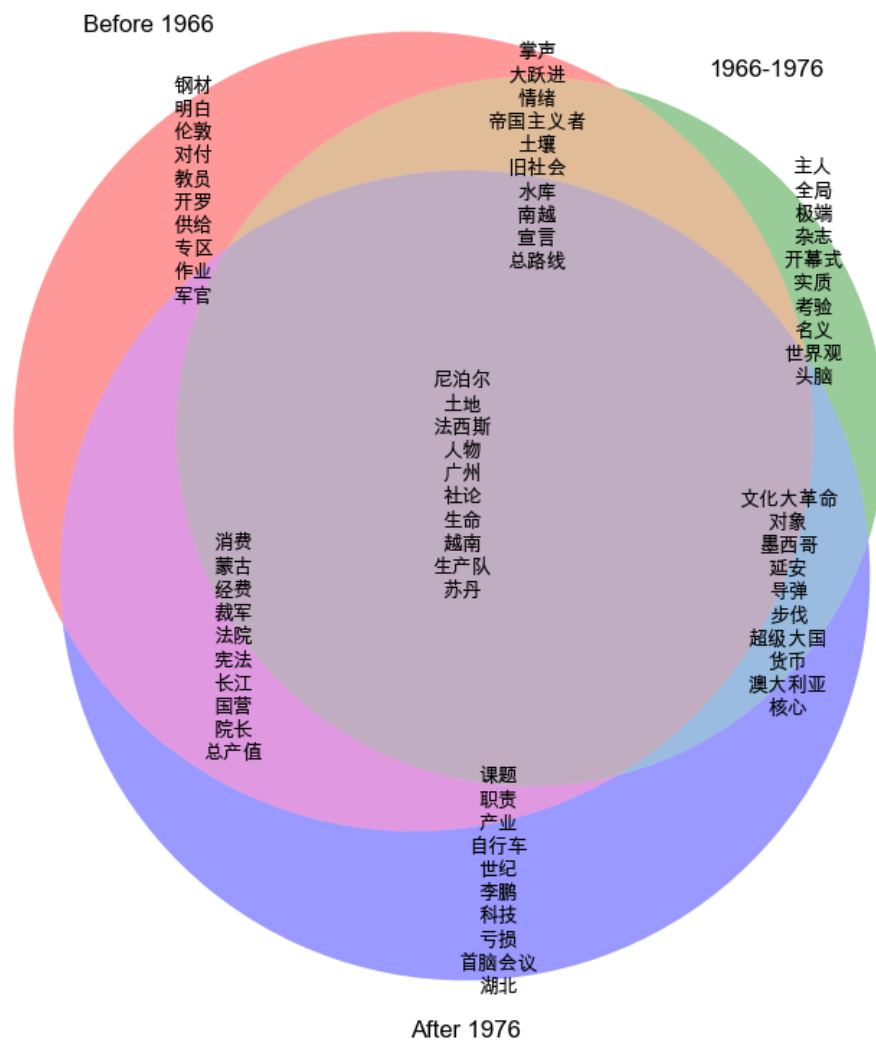 Before 1966
1966-1976
钢材
明白
伦敦
对付
教员
开罗
供给
专区
作业
军官
掌声
大跃进
情绪
帝国主义者
土壤
旧社会
水库
南越
宣言
总路线
主人
全局
极端
杂志
开幕式
实质
考验
名义
世界观
头脑
尼泊尔
土地
法西斯
人物
广州
社论
生命
越南
生产队
苏丹
消费
蒙古
经费
裁军
法院
宪法
长江
国营
院长
总产值
文化大革命
对象
墨西哥
延安
导弹
步伐
超级大国
货币
澳大利亚
核心
课题
职责
产业
自行车
世纪
李鹏
科技
亏损
首脑会议
湖北
After 1976